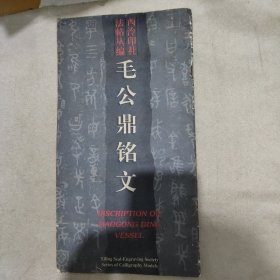 西泠印社
法帖丛编
毛公鼎铭文
INSCRIPTION ON
MAOGONG DING
VESSEL
Xiling Seal-Engraving Society
Series of Calligraphy Models